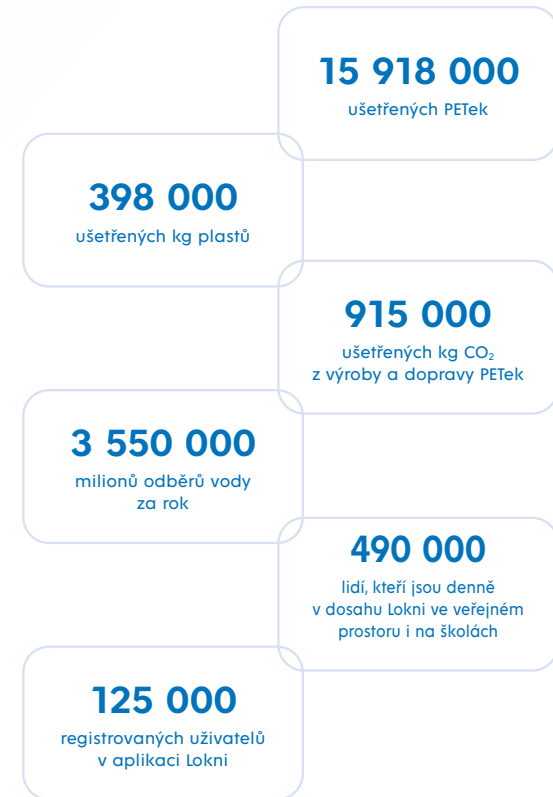 15 918 000
ušetřených PETek
398 000
ušetřených kg plastů
915 000
ušetřených kg CO₂
z výroby a dopravy PETek
3 550 000
milionů odběrů vody
za rok
490 000
lidí, kteří jsou denně
v dosahu Lokni ve veřejném
prostoru i na školách
125 000
registrovaných uživatelů
v aplikaci Lokni